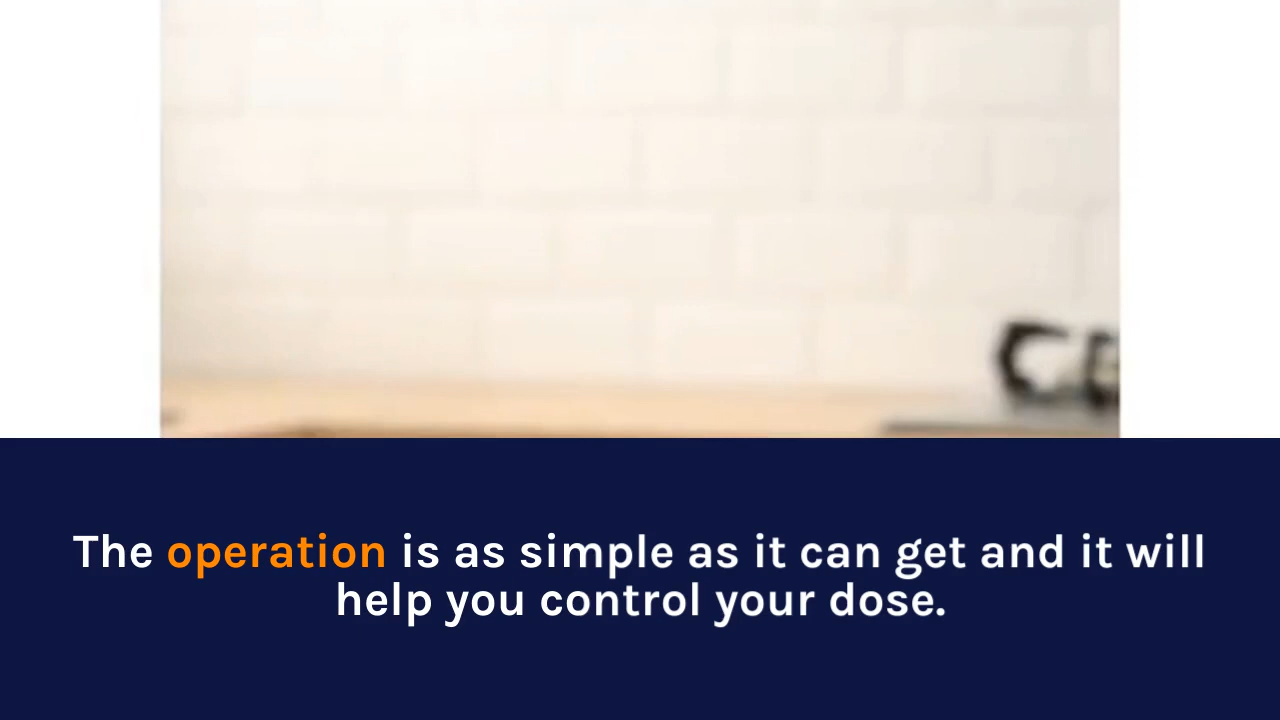 The operation is as simple as it can get and it will
help you control your dose.